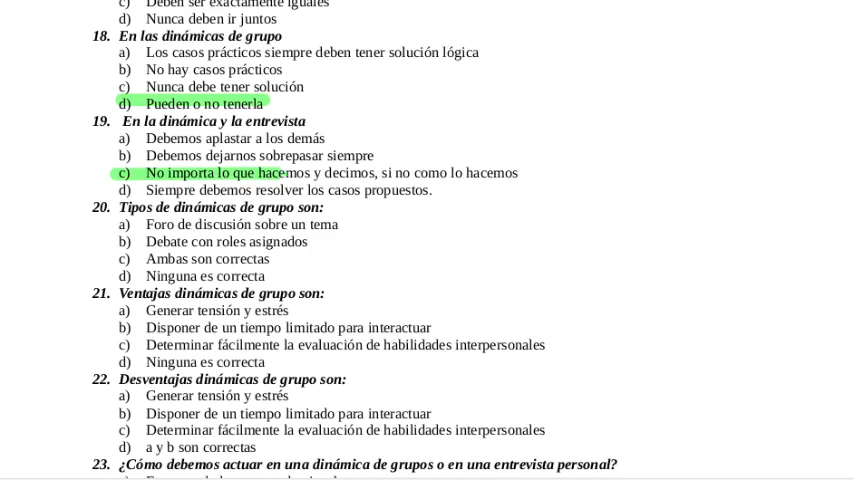 c) Deben ser exactamente iguales
d) Nunca deben ir juntos
18. En las dinámicas de grupo
a) Los casos prácticos siempre deben tener solución lógica
b) No hay casos prácticos
c) Nunca debe tener solución
d) Pueden o no tenerla
19. En la dinámica y la entrevista
a) Debemos aplastar a los demás
b) Debemos dejarnos sobrepasar siempre
c) No importa lo que hacemos y decimos, si no como lo hacemos
d) Siempre debemos resolver los casos propuestos.
20. Tipos de dinámicas de grupo son:
a) Foro de discusión sobre un tema
b) Debate con roles asignados
c) Ambas son correctas
d) Ninguna es correcta
21. Ventajas dinámicas de grupo son:
a) Generar tensión y estrés
b) Disponer de un tiempo limitado para interactuar
c) Determinar fácilmente la evaluación de habilidades interpersonales
d) Ninguna es correcta
22. Desventajas dinámicas de grupo son:
a) Generar tensión y estrés
b) Disponer de un tiempo limitado para interactuar
c) Determinar fácilmente la evaluación de habilidades interpersonales
d) a y b son correctas
23. ¿Cómo debemos actuar en una dinámica de grupos o en una entrevista personal?